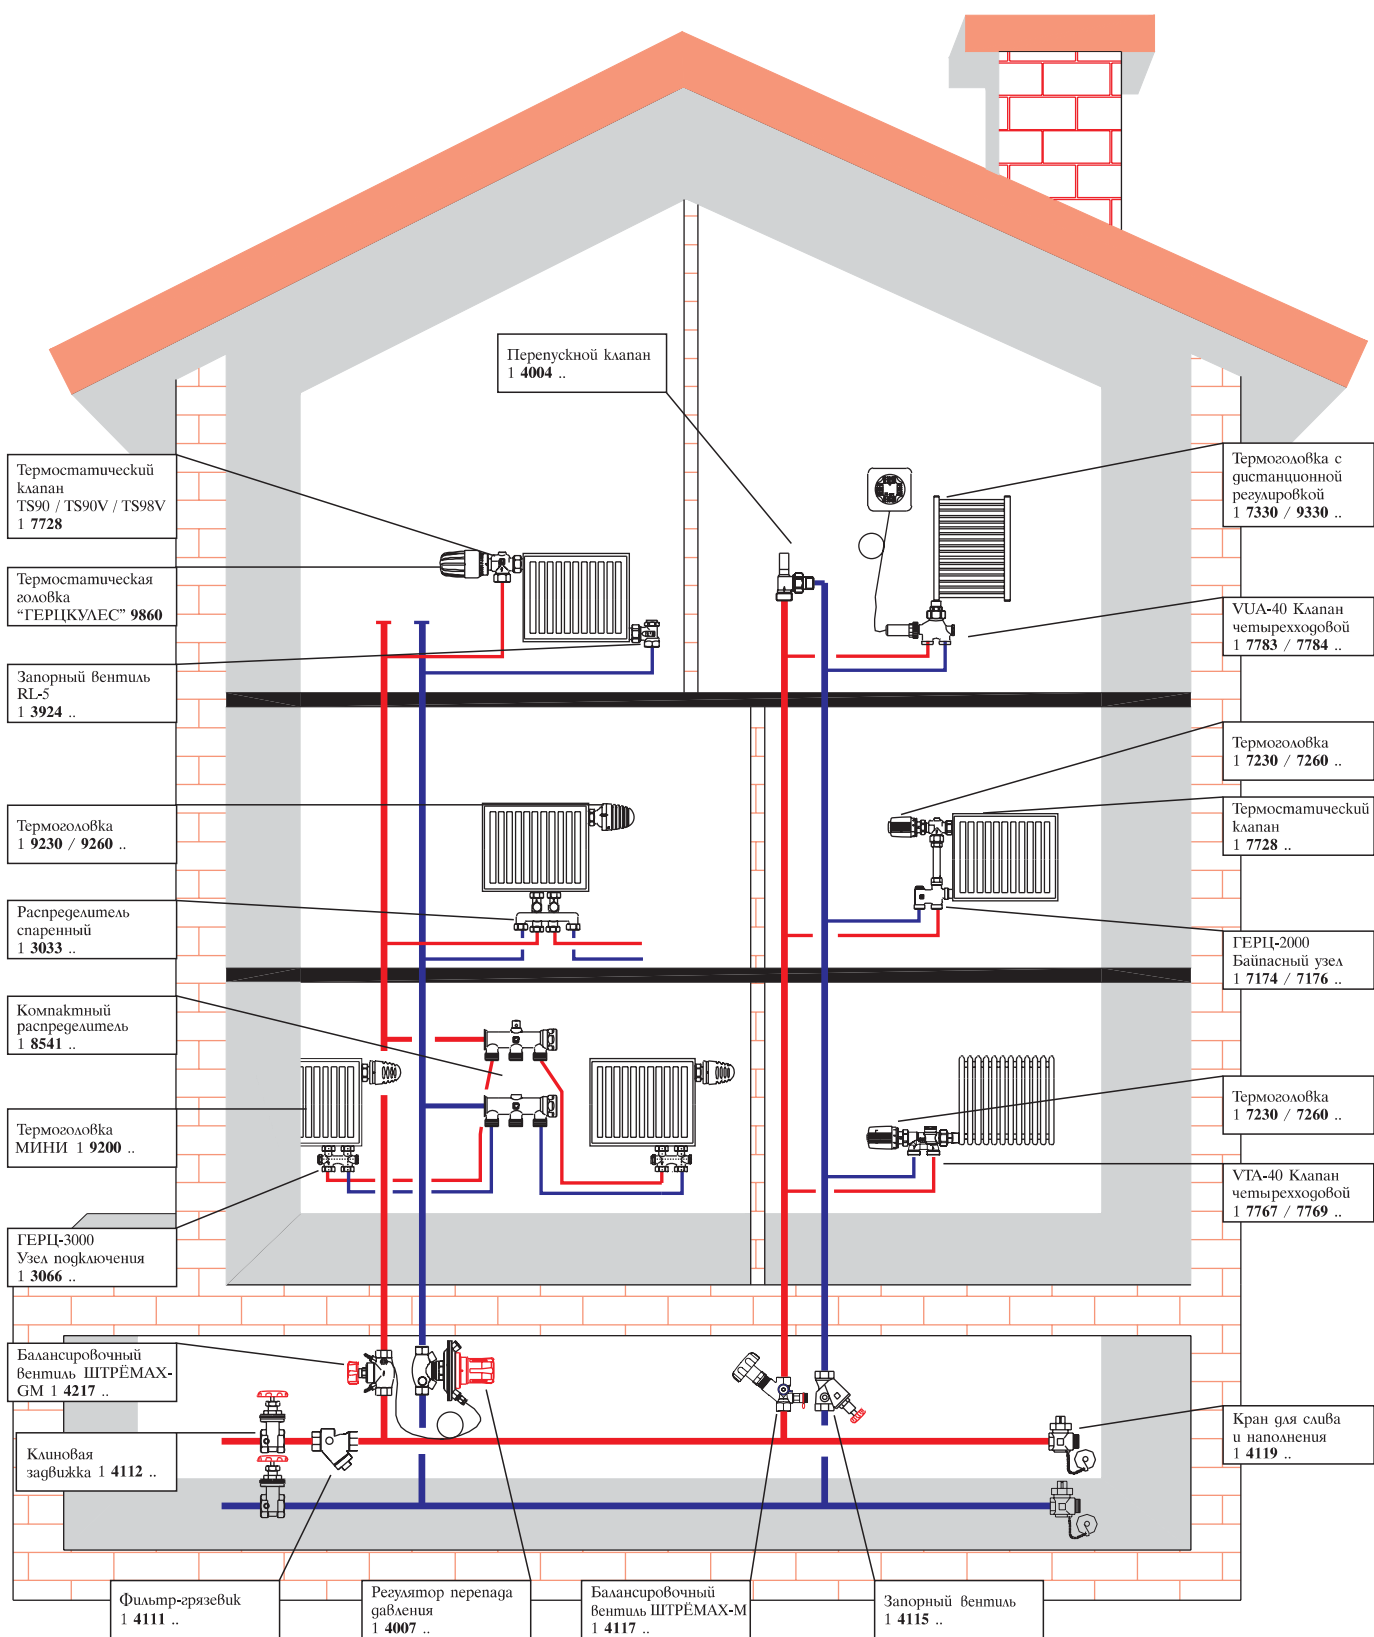 Перепускной клапан
1 4004 ..
Термостатический
клапан
TS90 / TS90V / TS98V
1 7728
Термостатическая
головка
“ГЕРЦКУЛЕС” 9860
Запорный вентиль
RL-5
1 3924 ..
Термоголовка
1 9230 / 9260 ..
Распределитель
спаренный
1 3033 ..
Компактный
распределитель
1 8541 ..
Термоголовка
МИНИ 1 9200 ..
ГЕРЦ-3000
Узел подключения
1 3066 ..
Балансировочный
вентиль ШТРЁМАХ-
GM 1 4217 ..
Клиновая
задвижка 1 4112 ..
Термоголовка с
дистанционной
регулировкой
1 7330 / 9330 ..
VUA-40 Клапан
четырехходовой
1 7783 / 7784 ..
Термоголовка
1 7230 / 7260 ..
Термостатический
клапан
1 7728 ..
ГЕРЦ-2000
Байпасный узел
1 7174 / 7176 ..
Термоголовка
1 7230 / 7260 ..
VTA-40 Клапан
четырехходовой
1 7767 / 7769 ..
Кран для слива
и наполнения
1 4119 ..
Фильтр-грязевик
1 4111 ..
Регулятор перепада
давления
1 4007 ..
Балансировочный
вентиль ШТРЁМАХ-М
1 4117 ..
Запорный вентиль
1 4115 ..